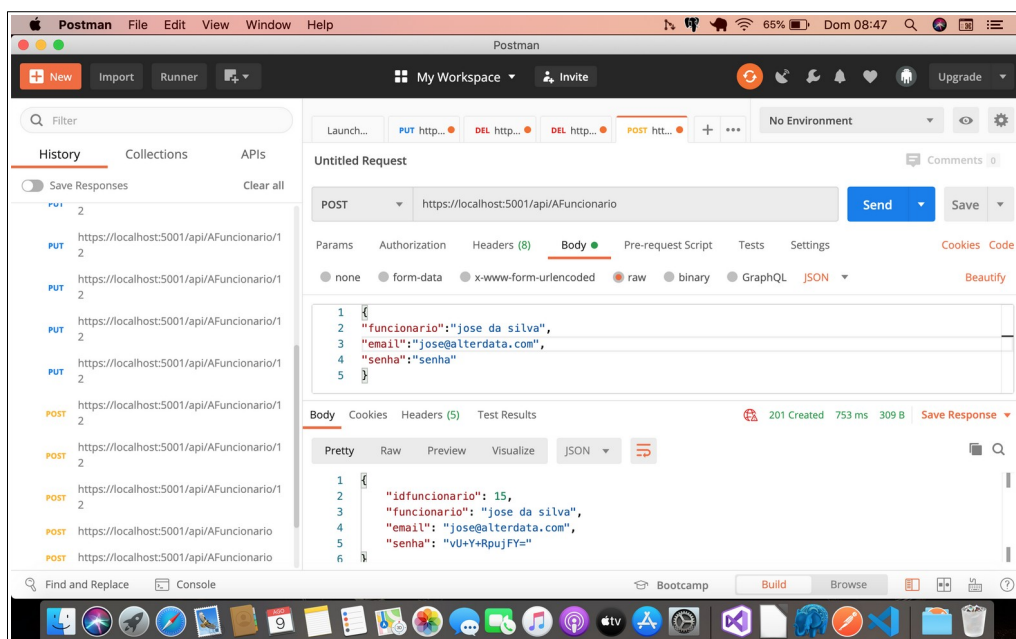 Postman File Edit View Window Help 65% Dom 08:47
Postman
New Import Runner My Workspace Invite Upgrade
Filter
History Collections APIs
Save Responses Clear all
PUT 2
PUT https://localhost:5001/api/AFuncionario/1
2
PUT https://localhost:5001/api/AFuncionario/1
2
PUT https://localhost:5001/api/AFuncionario/1
2
PUT https://localhost:5001/api/AFuncionario/1
2
POST https://localhost:5001/api/AFuncionario/1
2
POST https://localhost:5001/api/AFuncionario/1
2
POST https://localhost:5001/api/AFuncionario/1
2
POST https://localhost:5001/api/AFuncionario
POST https://localhost:5001/api/AFuncionario
Launch... PUT http... DEL http... DEL http... POST htt... + ••• No Environment
Untitled Request Comments 0
POST https://localhost:5001/api/AFuncionario Send Save
Params Authorization Headers (8) Body Pre-request Script Tests Settings Cookies Code
none form-data x-www-form-urlencoded raw binary GraphQL JSON Beautify
1 {
2 "funcionario":"jose da silva",
3 "email":"jose@alterdata.com",
4 "senha":"senha"
5 }
Body Cookies Headers (5) Test Results 201 Created 753 ms 309 B Save Response
Pretty Raw Preview Visualize JSON
1 {
2 "idfuncionario": 15,
3 "funcionario": "jose da silva",
4 "email": "jose@alterdata.com",
5 "senha": "vU+Y+RpujFY="
6 }
Find and Replace Console Bootcamp Build Browse
AGO
9
tv